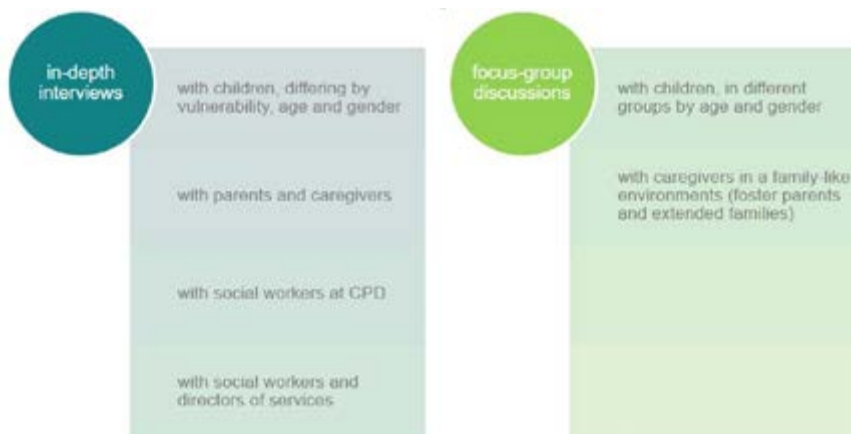 in-depth
interviews
with children, differing by
vulnerability, age and gender
with parents and caregivers
with social workers at CPD
with social workers and
directors of services
focus-group
discussions
with children, in different
groups by age and gender
with caregivers in a family-like
environments (foster parents
and extended families)